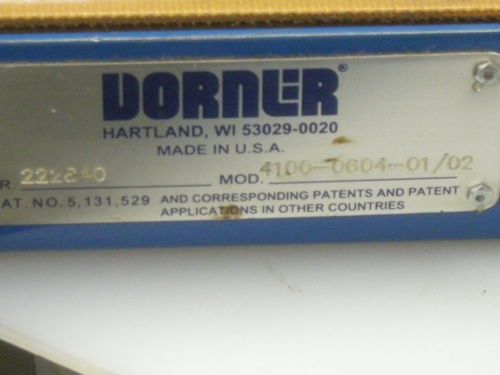 DORNER®
HARTLAND, WI 53029-0020
MADE IN U.S.A.
R. 222840 MOD. 4100-0604-01/02
AT. NO. 5,131,529 AND CORRESPONDING PATENTS AND PATENT
APPLICATIONS IN OTHER COUNTRIES